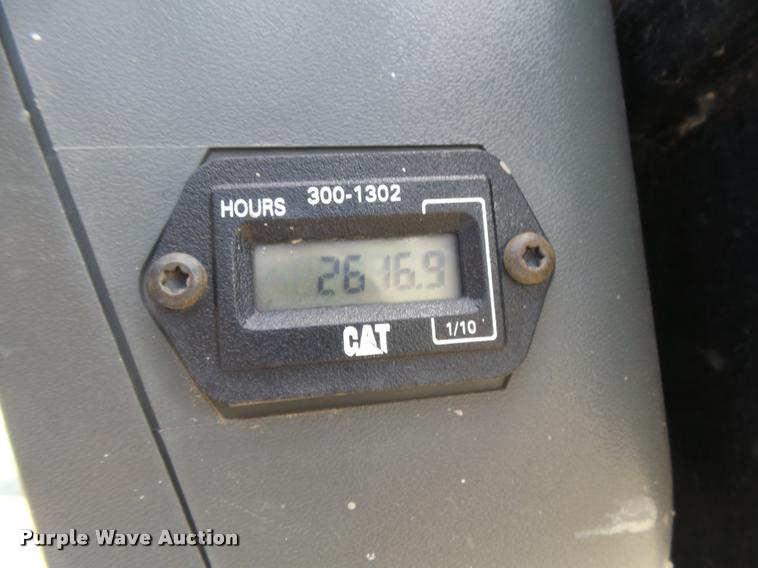 300-1302
HOURS
2616.9
CAT
1/10
Purple Wave Auction